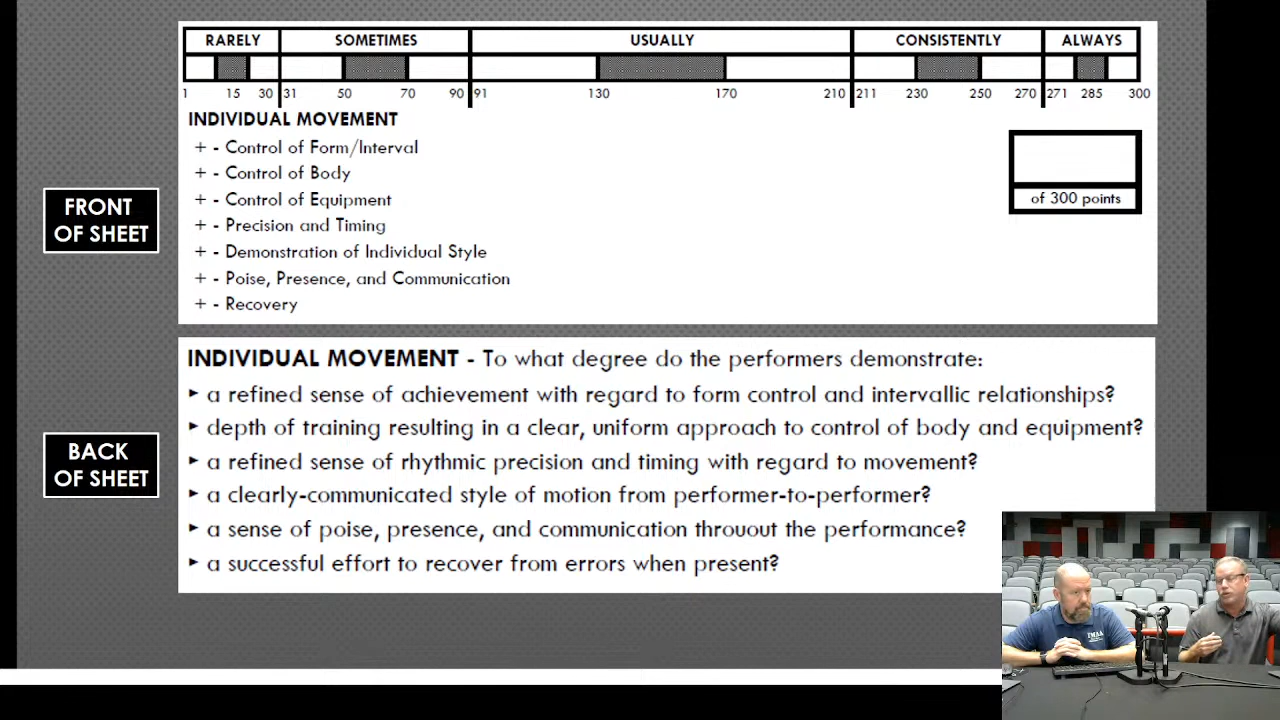 RARELY SOMETIMES USUALLY CONSISTENTLY ALWAYS
1 15 30 31 50 70 90 91 130 170 210 211 230 250 270 271 285 300
INDIVIDUAL MOVEMENT
+ - Control of Form/Interval
+ - Control of Body
+ - Control of Equipment
+ - Precision and Timing
+ - Demonstration of Individual Style
+ - Poise, Presence, and Communication
+ - Recovery
of 300 points
FRONT
OF SHEET
INDIVIDUAL MOVEMENT - To what degree do the performers demonstrate:
▸ a refined sense of achievement with regard to form control and intervallic relationships?
▸ depth of training resulting in a clear, uniform approach to control of body and equipment?
▸ a refined sense of rhythmic precision and timing with regard to movement?
▸ a clearly-communicated style of motion from performer-to-performer?
▸ a sense of poise, presence, and communication throuout the performance?
▸ a successful effort to recover from errors when present?
BACK
OF SHEET